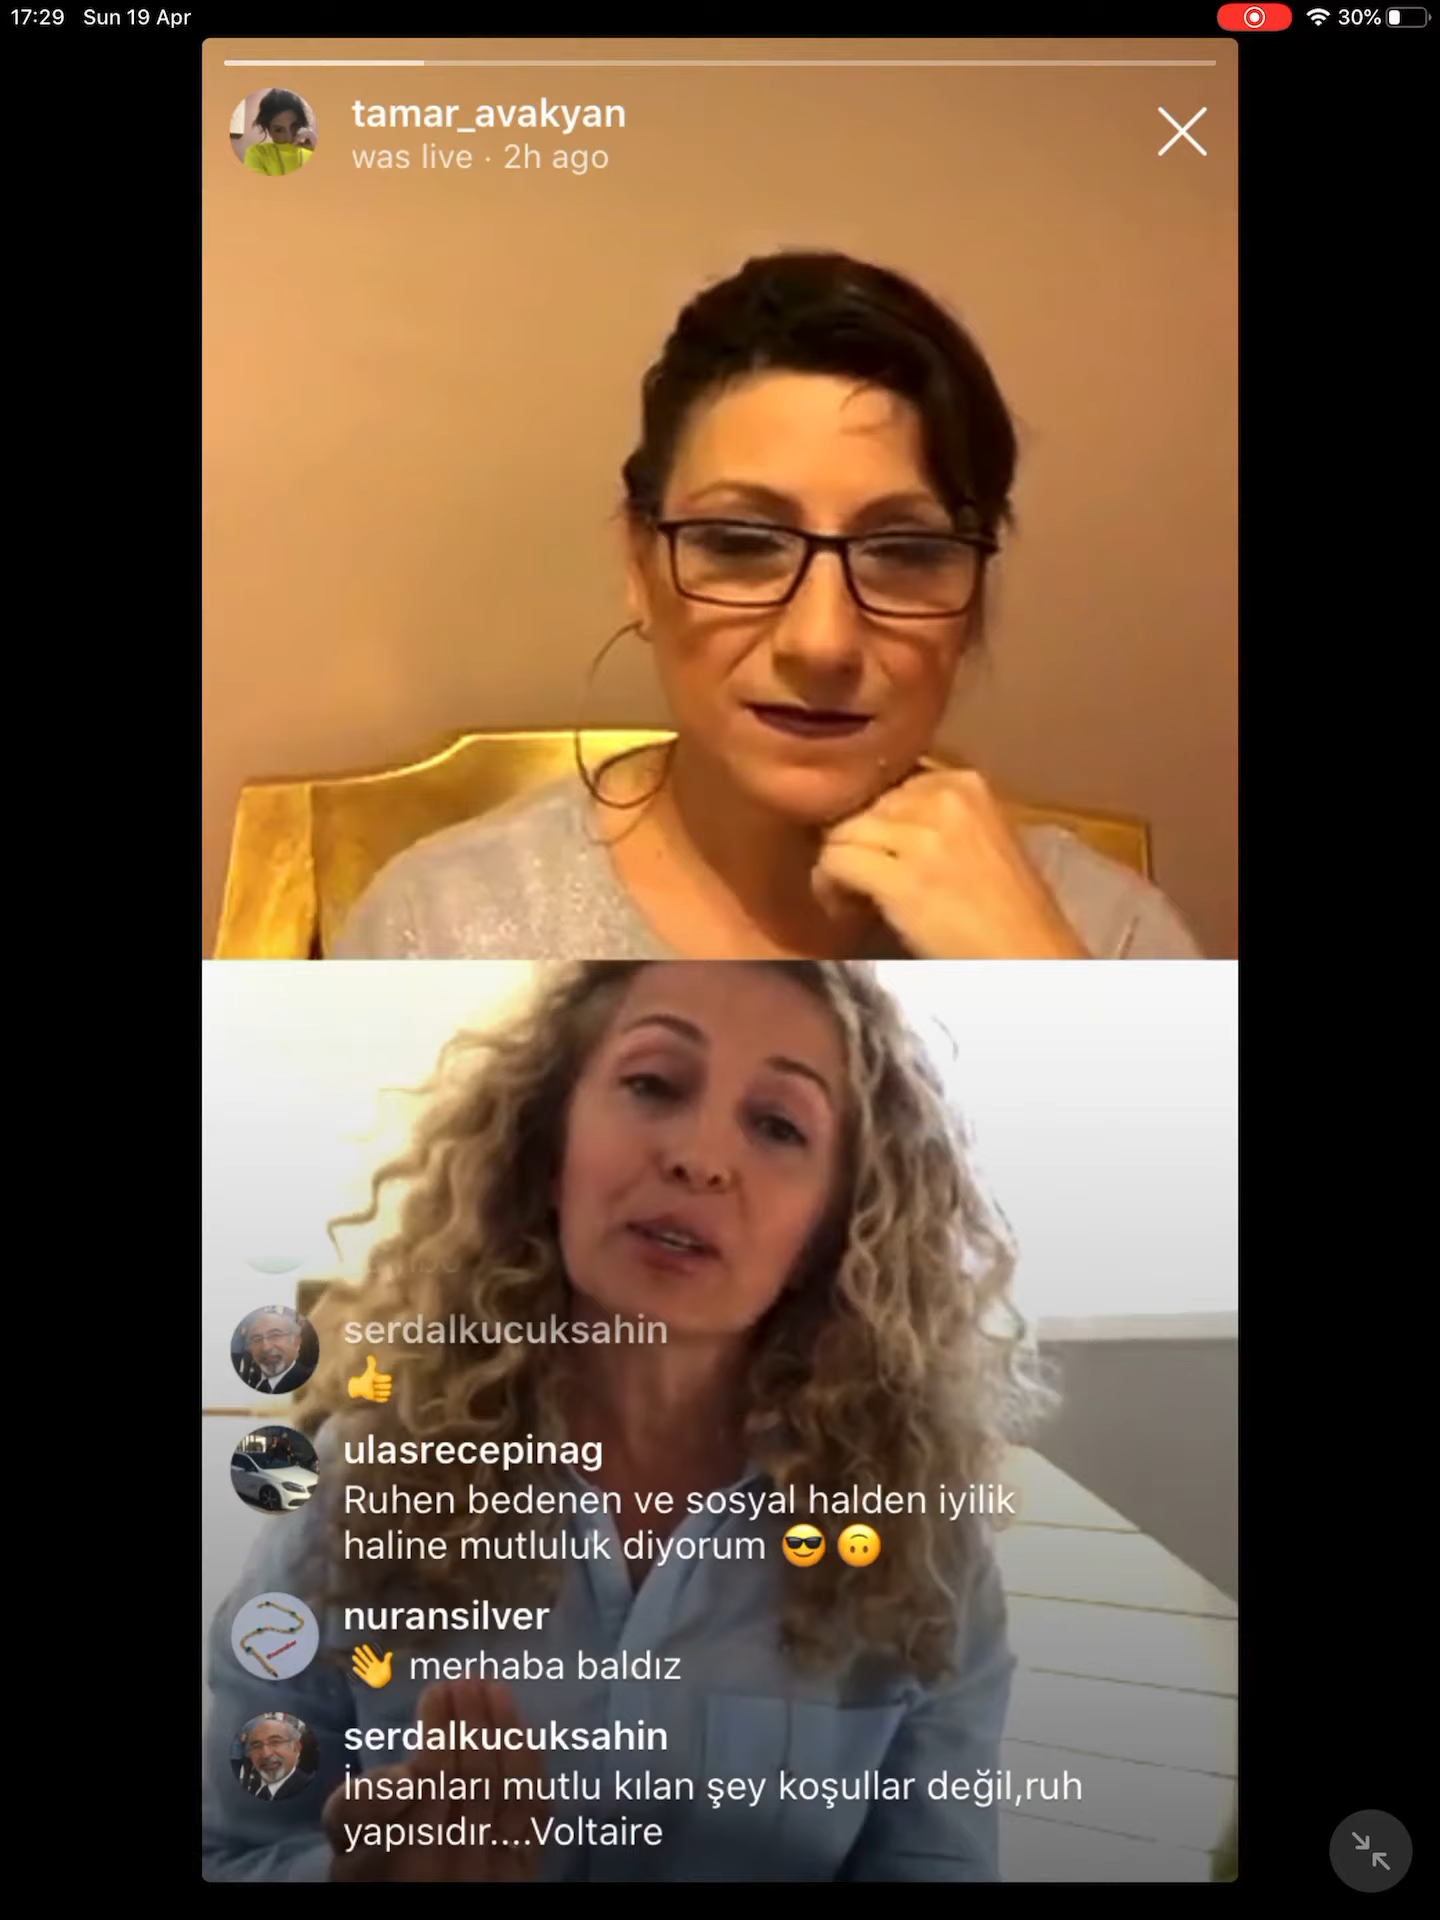 17:29 Sun 19 Apr
30%
tamar_avakyan
was live · 2h ago
serdalkucuksahin
👍
ulasrecepinag
Ruhen bedenen ve sosyal halden iyilik
haline mutluluk diyorum 😎 🙃
nuransilver
👋 merhaba baldız
serdalkucuksahin
İnsanları mutlu kılan şey koşullar değil,ruh
yapısıdır....Voltaire